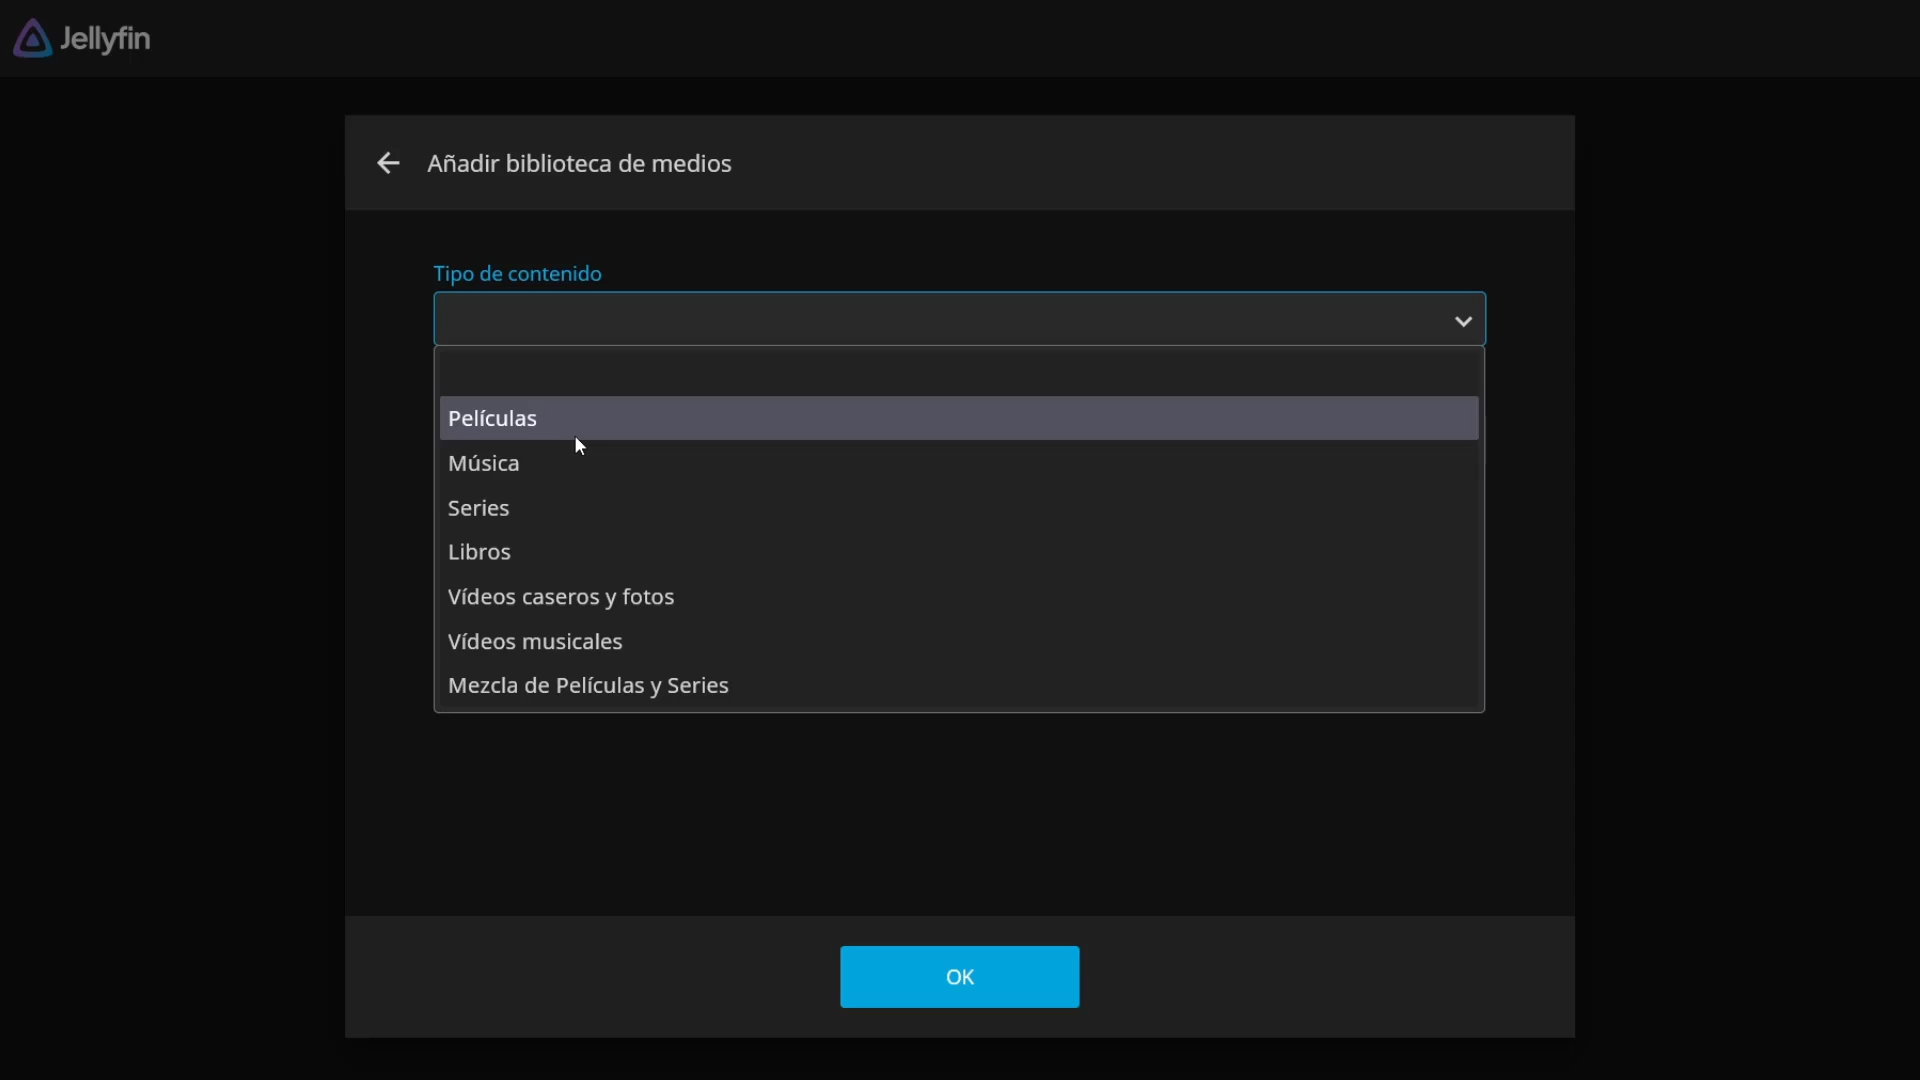 Jellyfin
Añadir biblioteca de medios
Tipo de contenido
Películas
Música
Series
Libros
Vídeos caseros y fotos
Vídeos musicales
Mezcla de Películas y Series
OK